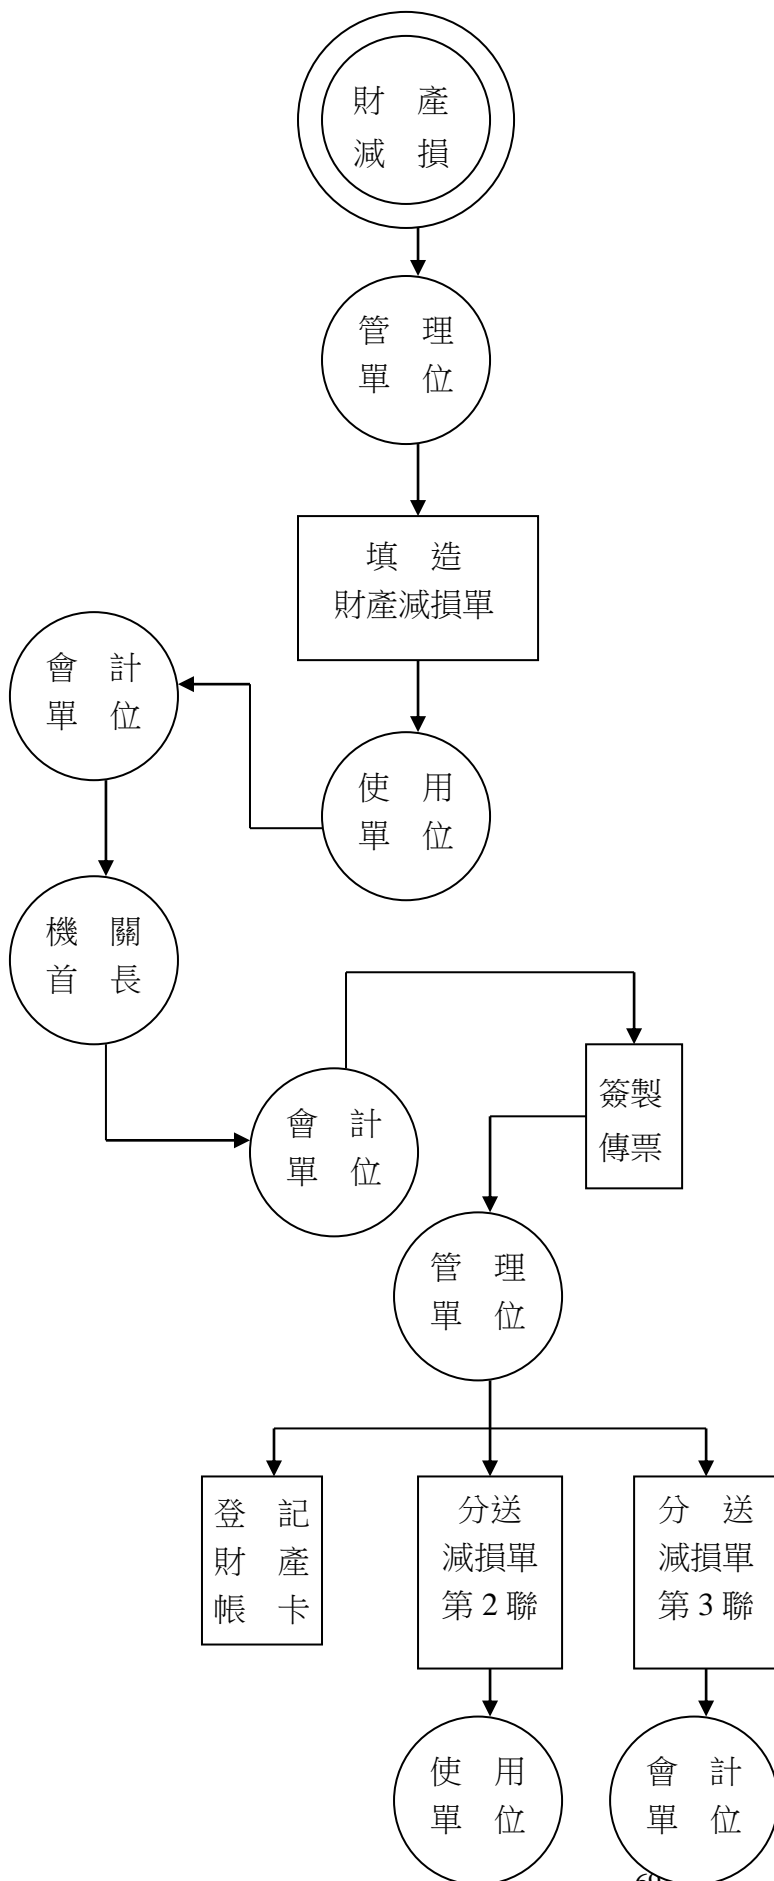 財 產
減 損
管 理
單 位
填 造
財產減損單
使 用
單 位
會 計
單 位
機 關
首 長
會 計
單 位
簽製
傳票
管 理
單 位
登 記
財 產
帳 卡
分送
減損單
第 2 聯
分 送
減損單
第 3 聯
使 用
單 位
會 計
單 位